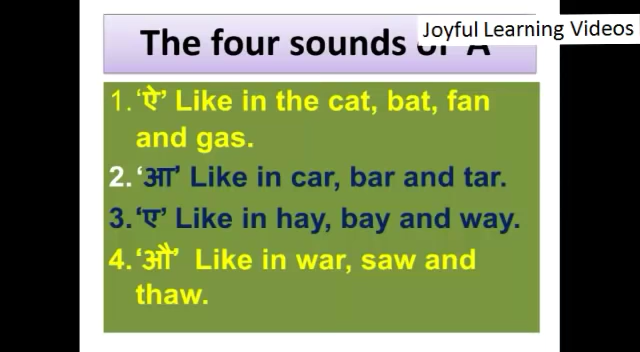 Joyful Learning Videos
The four sounds of 'A'
1. ‘ऐ’ Like in the cat, bat, fan
and gas.
2. ‘आ’ Like in car, bar and tar.
3. ‘ए’ Like in hay, bay and way.
4. ‘औ’ Like in war, saw and
thaw.